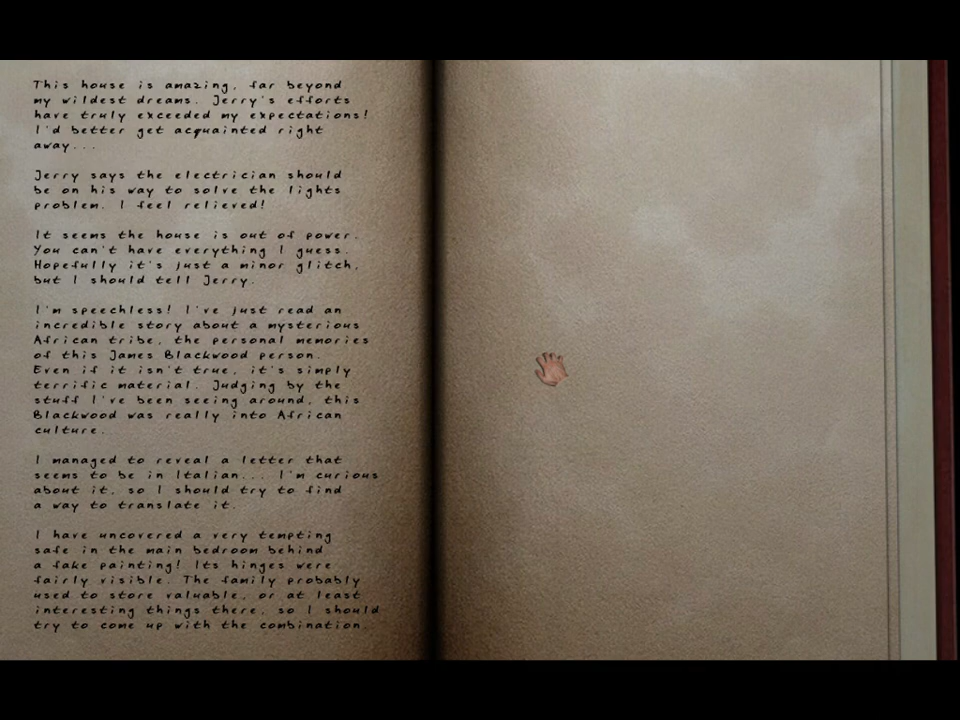 This house is amazing, far beyond
my wildest dreams. Jerry's efforts
have truly exceeded my expectations!
I'd better get acquainted right
away...
Jerry says the electrician should
be on his way to solve the lights
problem. I feel relieved!
It seems the house is out of power.
You can't have everything I guess.
Hopefully it's just a minor glitch,
but I should tell Jerry.
I'm speechless! I've just read an
incredible story about a mysterious
African tribe, the personal memories
of this James Blackwood person.
Even if it isn't true, it's simply
terrific material. Judging by the
stuff I've been seeing around, this
Blackwood was really into African
culture.
I managed to reveal a letter that
seems to be in Italian... I'm curious
about it, so I should try to find
a way to translate it.
I have uncovered a very tempting
safe in the main bedroom behind
a fake painting! Its hinges were
fairly visible. The family probably
used to store valuable, or at least
interesting things there, so I should
try to come up with the combination.